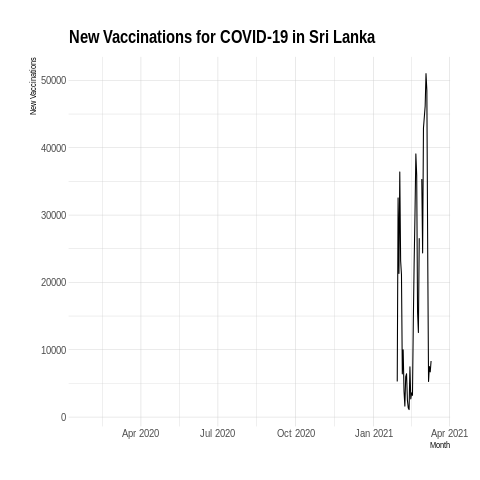 New Vaccinations for COVID-19 in Sri Lanka
New Vaccinations
50000
40000
30000
20000
10000
0
Apr 2020 Jul 2020 Oct 2020 Jan 2021 Apr 2021
Month